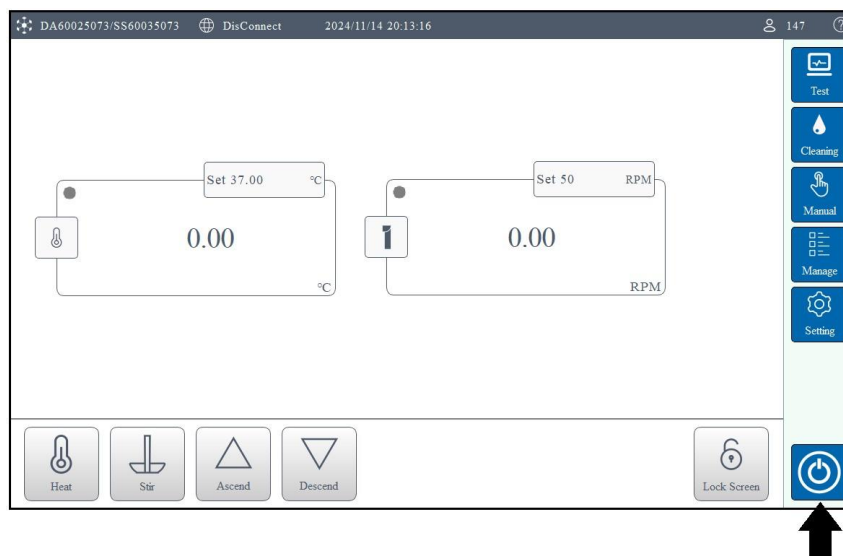 DA60025073/SS60035073 DisConnect 2024/11/14 20:13:16 147
Test
Cleaning
Manual
Manage
Setting
Set 37.00 °C
0.00
°C
Set 50 RPM
0.00
RPM
Heat
Stir
Ascend
Descend
Lock Screen